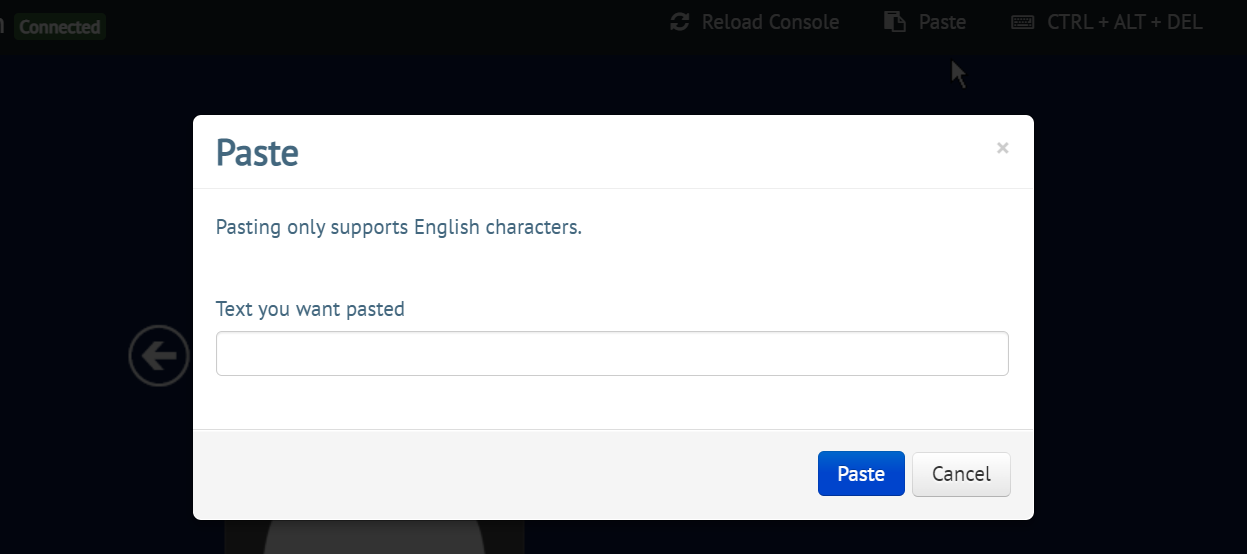 Connected
Reload Console
Paste
CTRL + ALT + DEL
Paste
×
Pasting only supports English characters.
Text you want pasted
Paste
Cancel